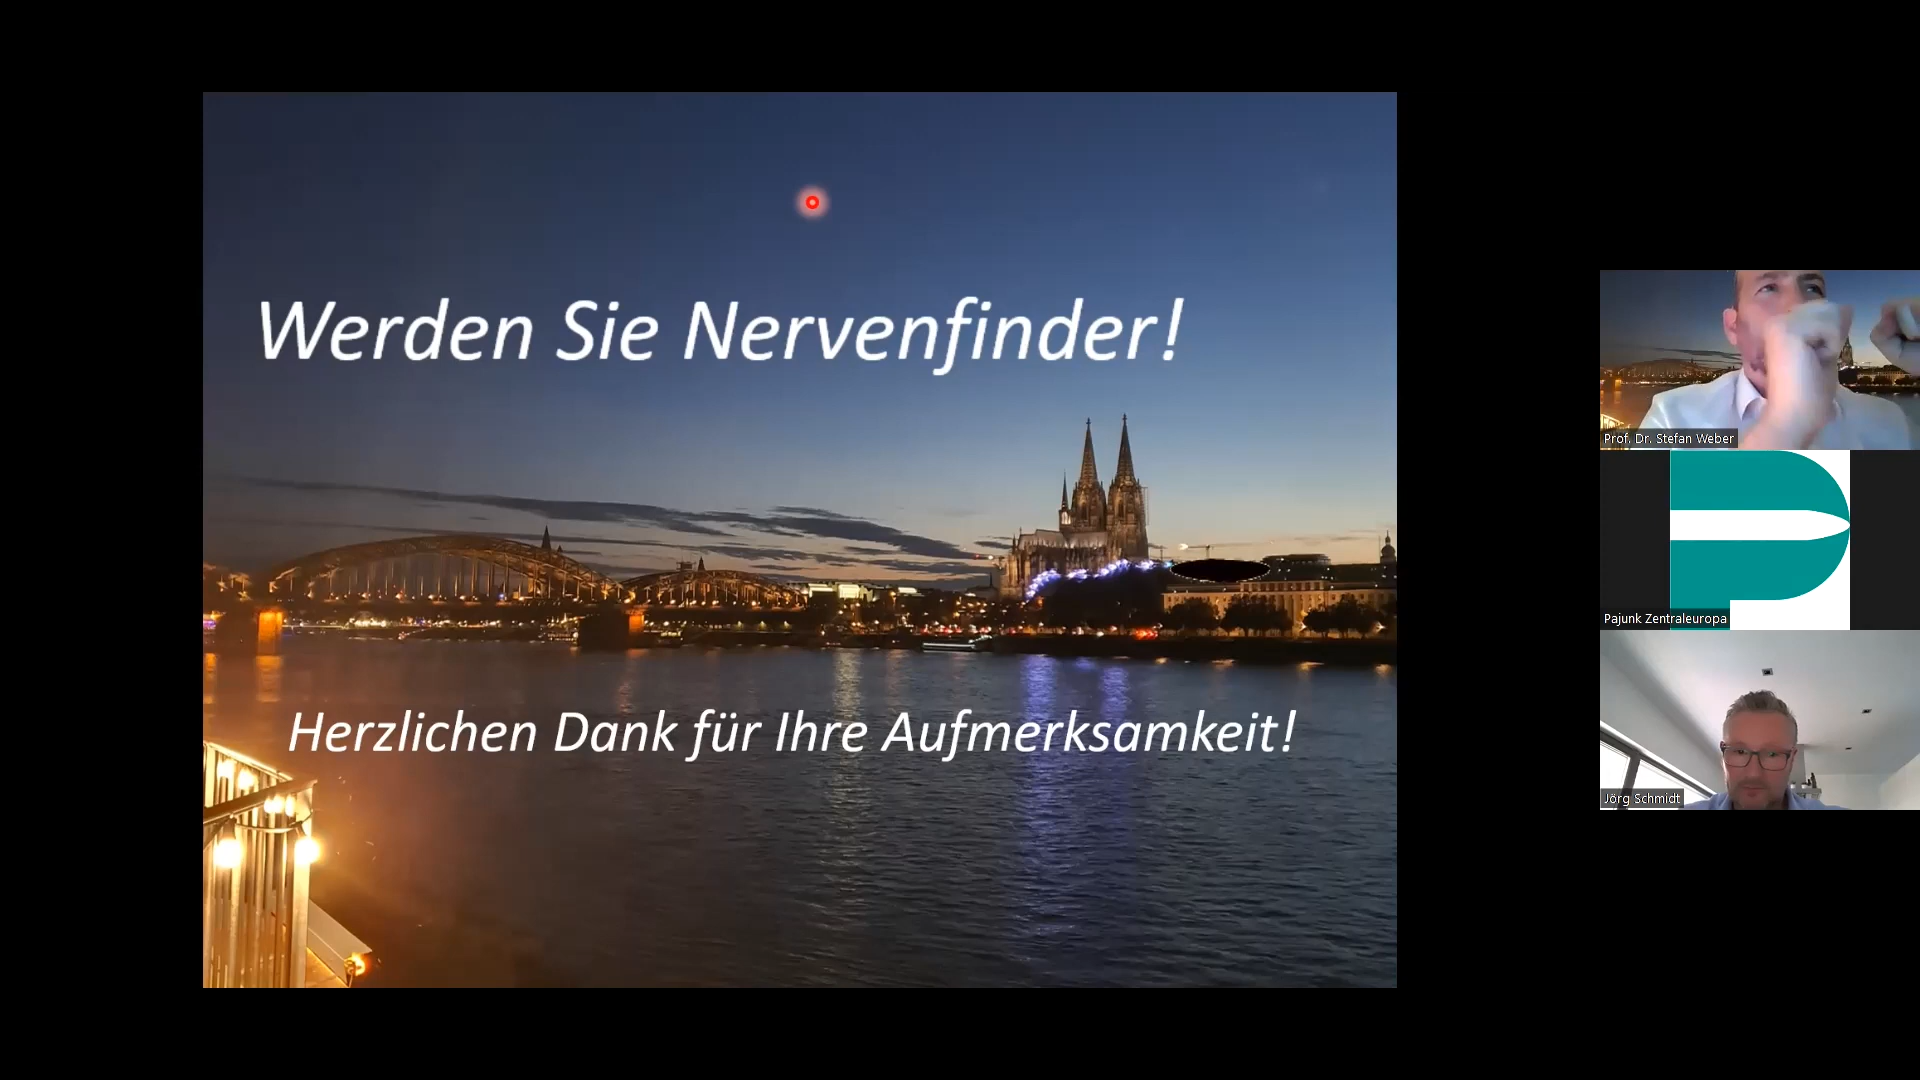 Werden Sie Nervenfinder!
Herzlichen Dank für Ihre Aufmerksamkeit!
Prof. Dr. Stefan Weber
Pajunk Zentraleuropa
Jörg Schmidt